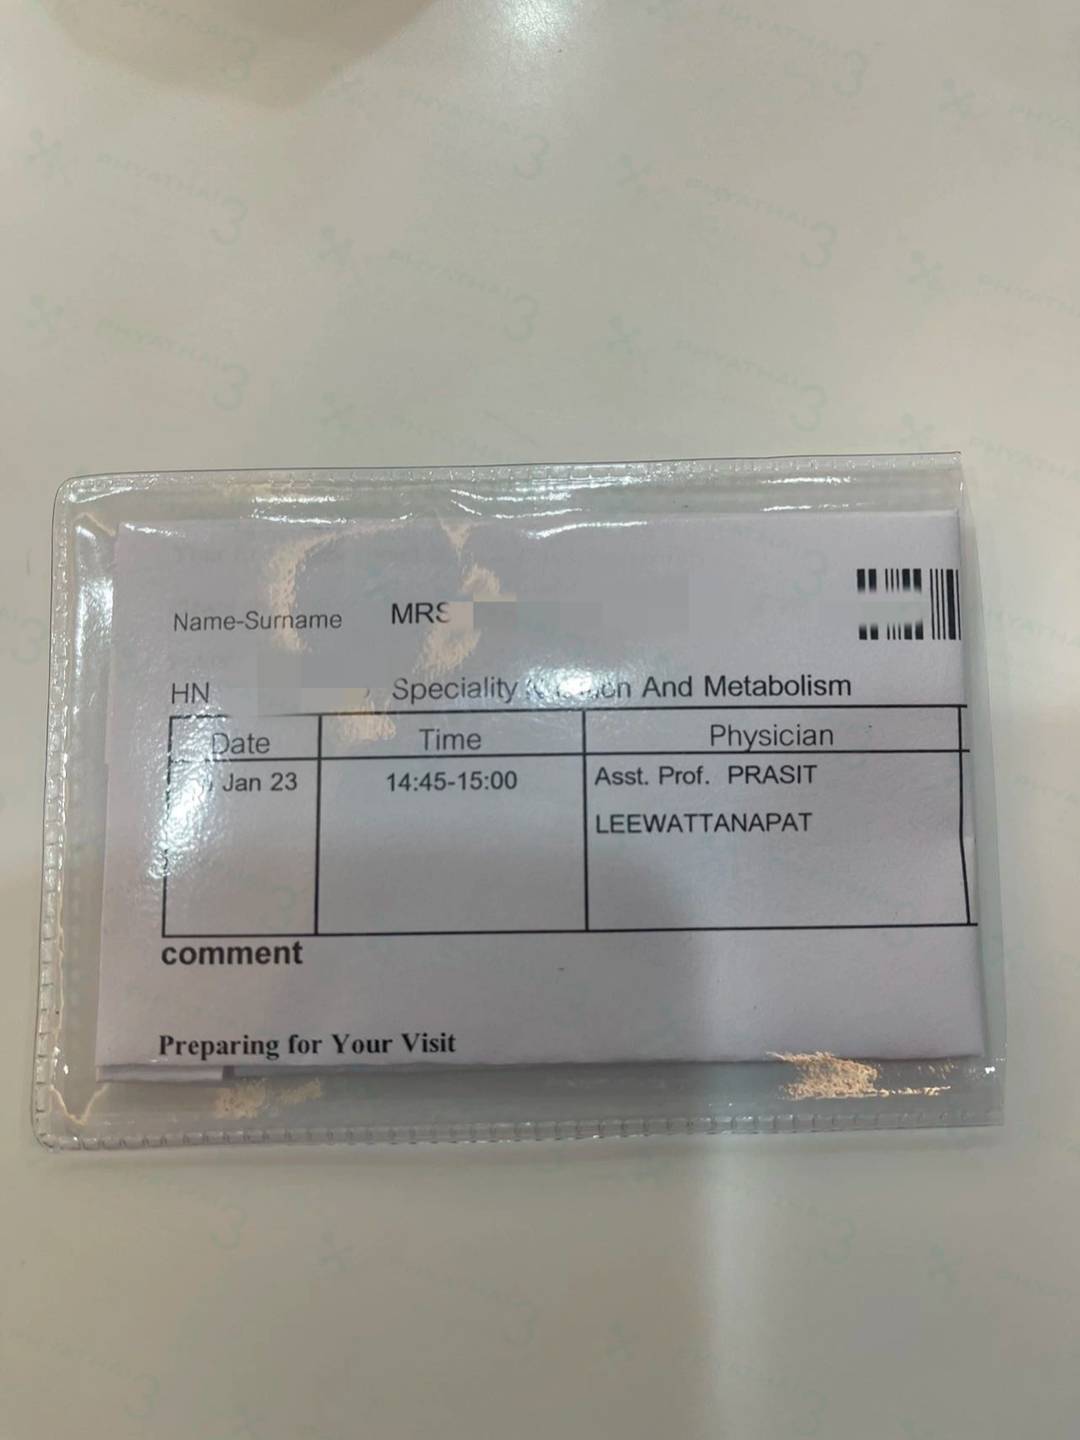 Name-Surname MRS
HN Speciality And Metabolism
Date Time Physician
Jan 23 14:45-15:00 Asst. Prof. PRASIT
LEEWATTANAPAT
comment
Preparing for Your Visit